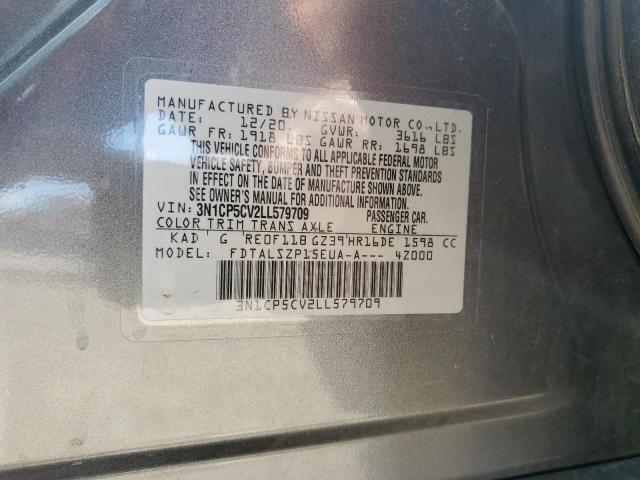 MANUFACTURED BY NISSAN MOTOR CO.,LTD.
DATE: 12/20 GVWR: 3616 LBS
GAWR FR: 1918 LBS GAWR RR: 1698 LBS
THIS VEHICLE CONFORMS TO ALL APPLICABLE FEDERAL MOTOR
VEHICLE SAFETY, BUMPER AND THEFT PREVENTION STANDARDS
IN EFFECT ON THE DATE OF MANUFACTURE SHOWN ABOVE.
SEE OWNER'S MANUAL FOR ADDITIONAL INFORMATION
VIN: 3N1CP5CV2LL579709 PASSENGER CAR.
COLOR TRIM TRANS AXLE ENGINE
KAD G RE0F11B GZ39 HR16DE 1598 CC
MODEL: FDTALSZP15EUA-A--- 4Z000
3N1CP5CV2LL579709